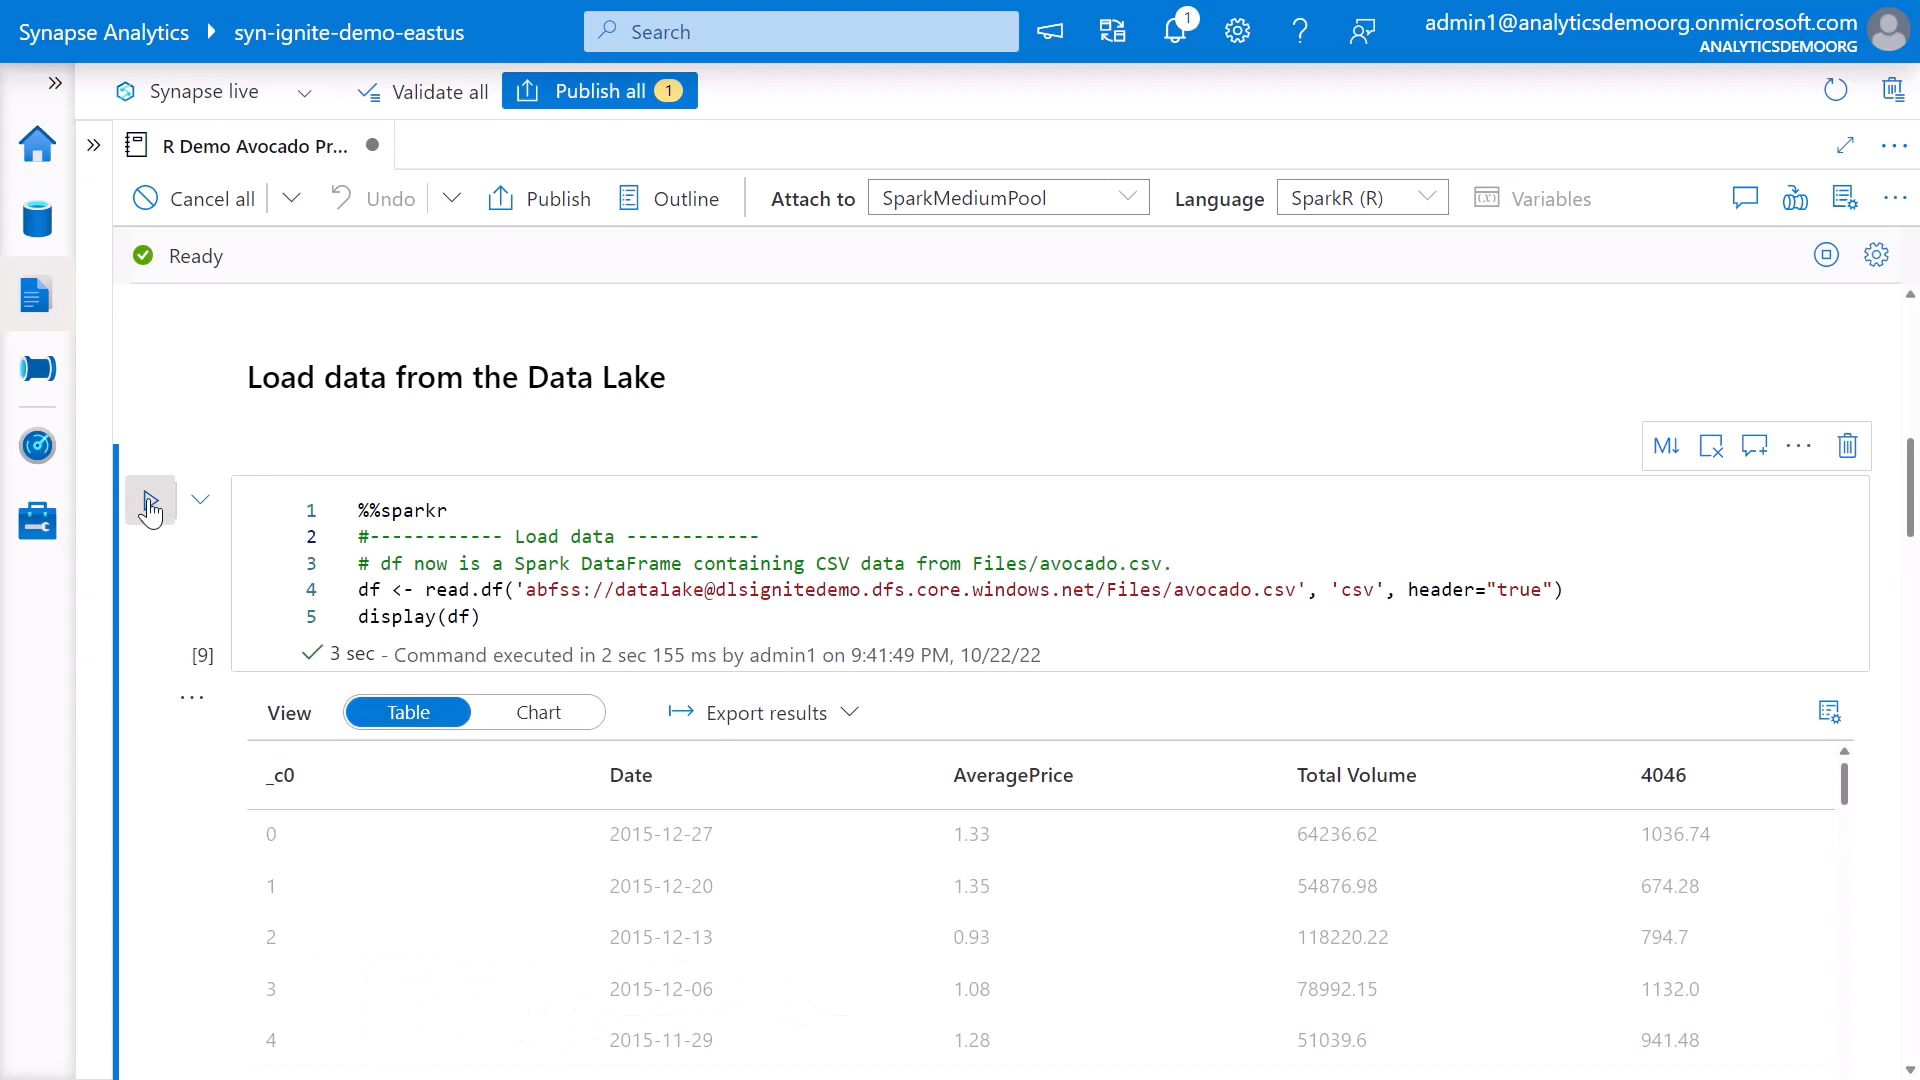 Synapse Analytics syn-ignite-demo-eastus
Search
1
admin1@analyticsdemoorg.onmicrosoft.com
ANALYTICSDEMOORG
Synapse live
Validate all
Publish all 1
R Demo Avocado Pr...
Cancel all
Undo
Publish
Outline
Attach to SparkMediumPool
Language SparkR (R)
Variables
Ready
Load data from the Data Lake
M↓
1 %%sparkr
2 #------------ Load data ------------
3 # df now is a Spark DataFrame containing CSV data from Files/avocado.csv.
4 df <- read.df('abfss://datalake@dlsignitedemo.dfs.core.windows.net/Files/avocado.csv', 'csv', header="true")
5 display(df)
[9] 3 sec - Command executed in 2 sec 155 ms by admin1 on 9:41:49 PM, 10/22/22
View Table Chart Export results
_c0 Date AveragePrice Total Volume 4046
0 2015-12-27 1.33 64236.62 1036.74
1 2015-12-20 1.35 54876.98 674.28
2 2015-12-13 0.93 118220.22 794.7
3 2015-12-06 1.08 78992.15 1132.0
4 2015-11-29 1.28 51039.6 941.48